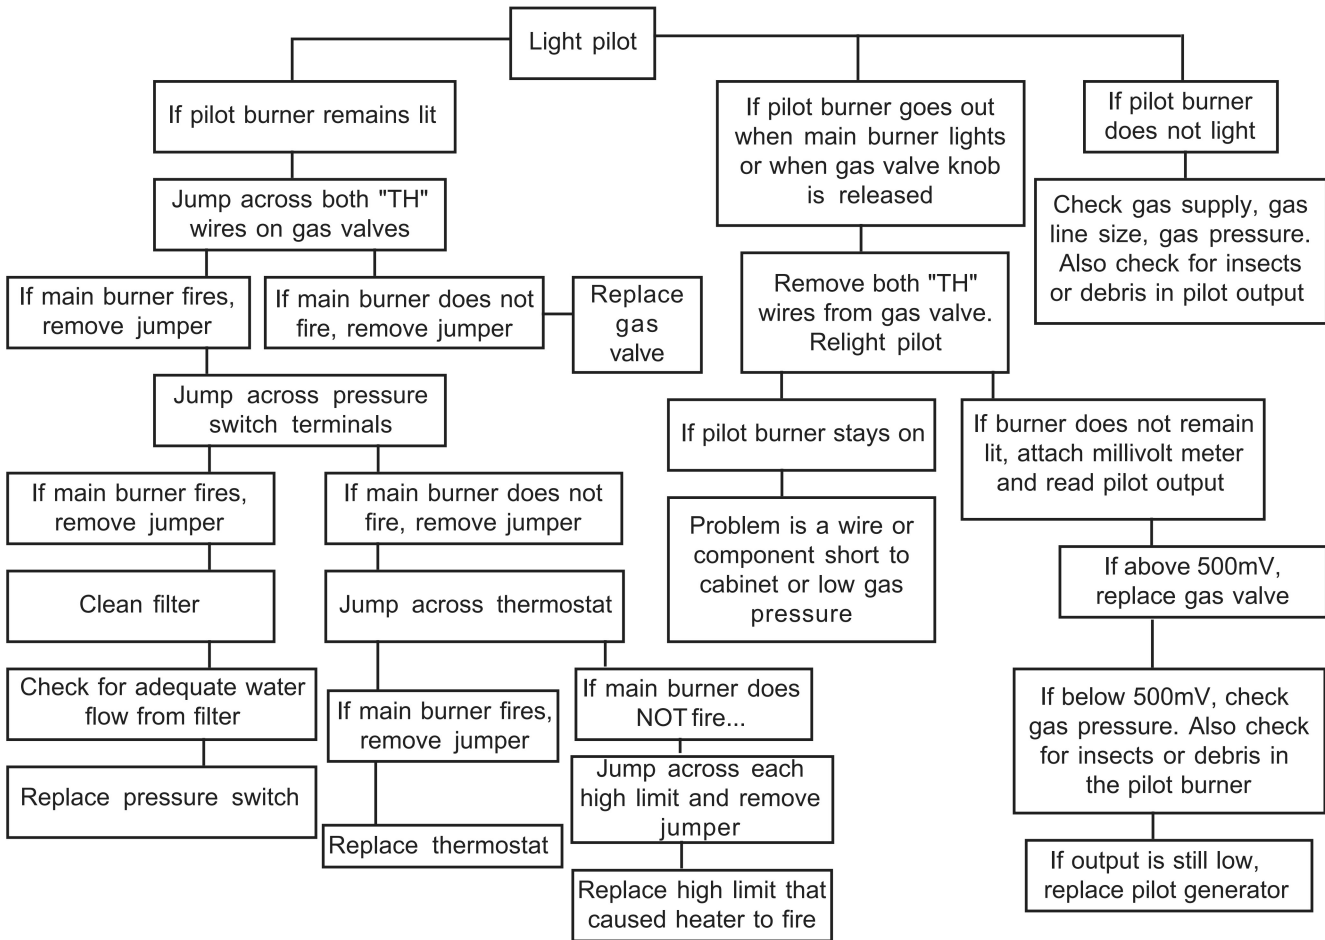 Light pilot
If pilot burner remains lit
Jump across both "TH"
wires on gas valves
If main burner fires,
remove jumper
If main burner does not
fire, remove jumper
Replace
gas
valve
Jump across pressure
switch terminals
If main burner fires,
remove jumper
If main burner does not
fire, remove jumper
Clean filter
Jump across thermostat
Check for adequate water
flow from filter
Replace pressure switch
If main burner fires,
remove jumper
Replace thermostat
If main burner does
NOT fire...
Jump across each
high limit and remove
jumper
Replace high limit that
caused heater to fire
If pilot burner goes out
when main burner lights
or when gas valve knob
is released
Remove both "TH"
wires from gas valve.
Relight pilot
If pilot burner stays on
Problem is a wire or
component short to
cabinet or low gas
pressure
If burner does not remain
lit, attach millivolt meter
and read pilot output
If above 500mV,
replace gas valve
If below 500mV, check
gas pressure. Also check
for insects or debris in
the pilot burner
If output is still low,
replace pilot generator
If pilot burner
does not light
Check gas supply, gas
line size, gas pressure.
Also check for insects
or debris in pilot output